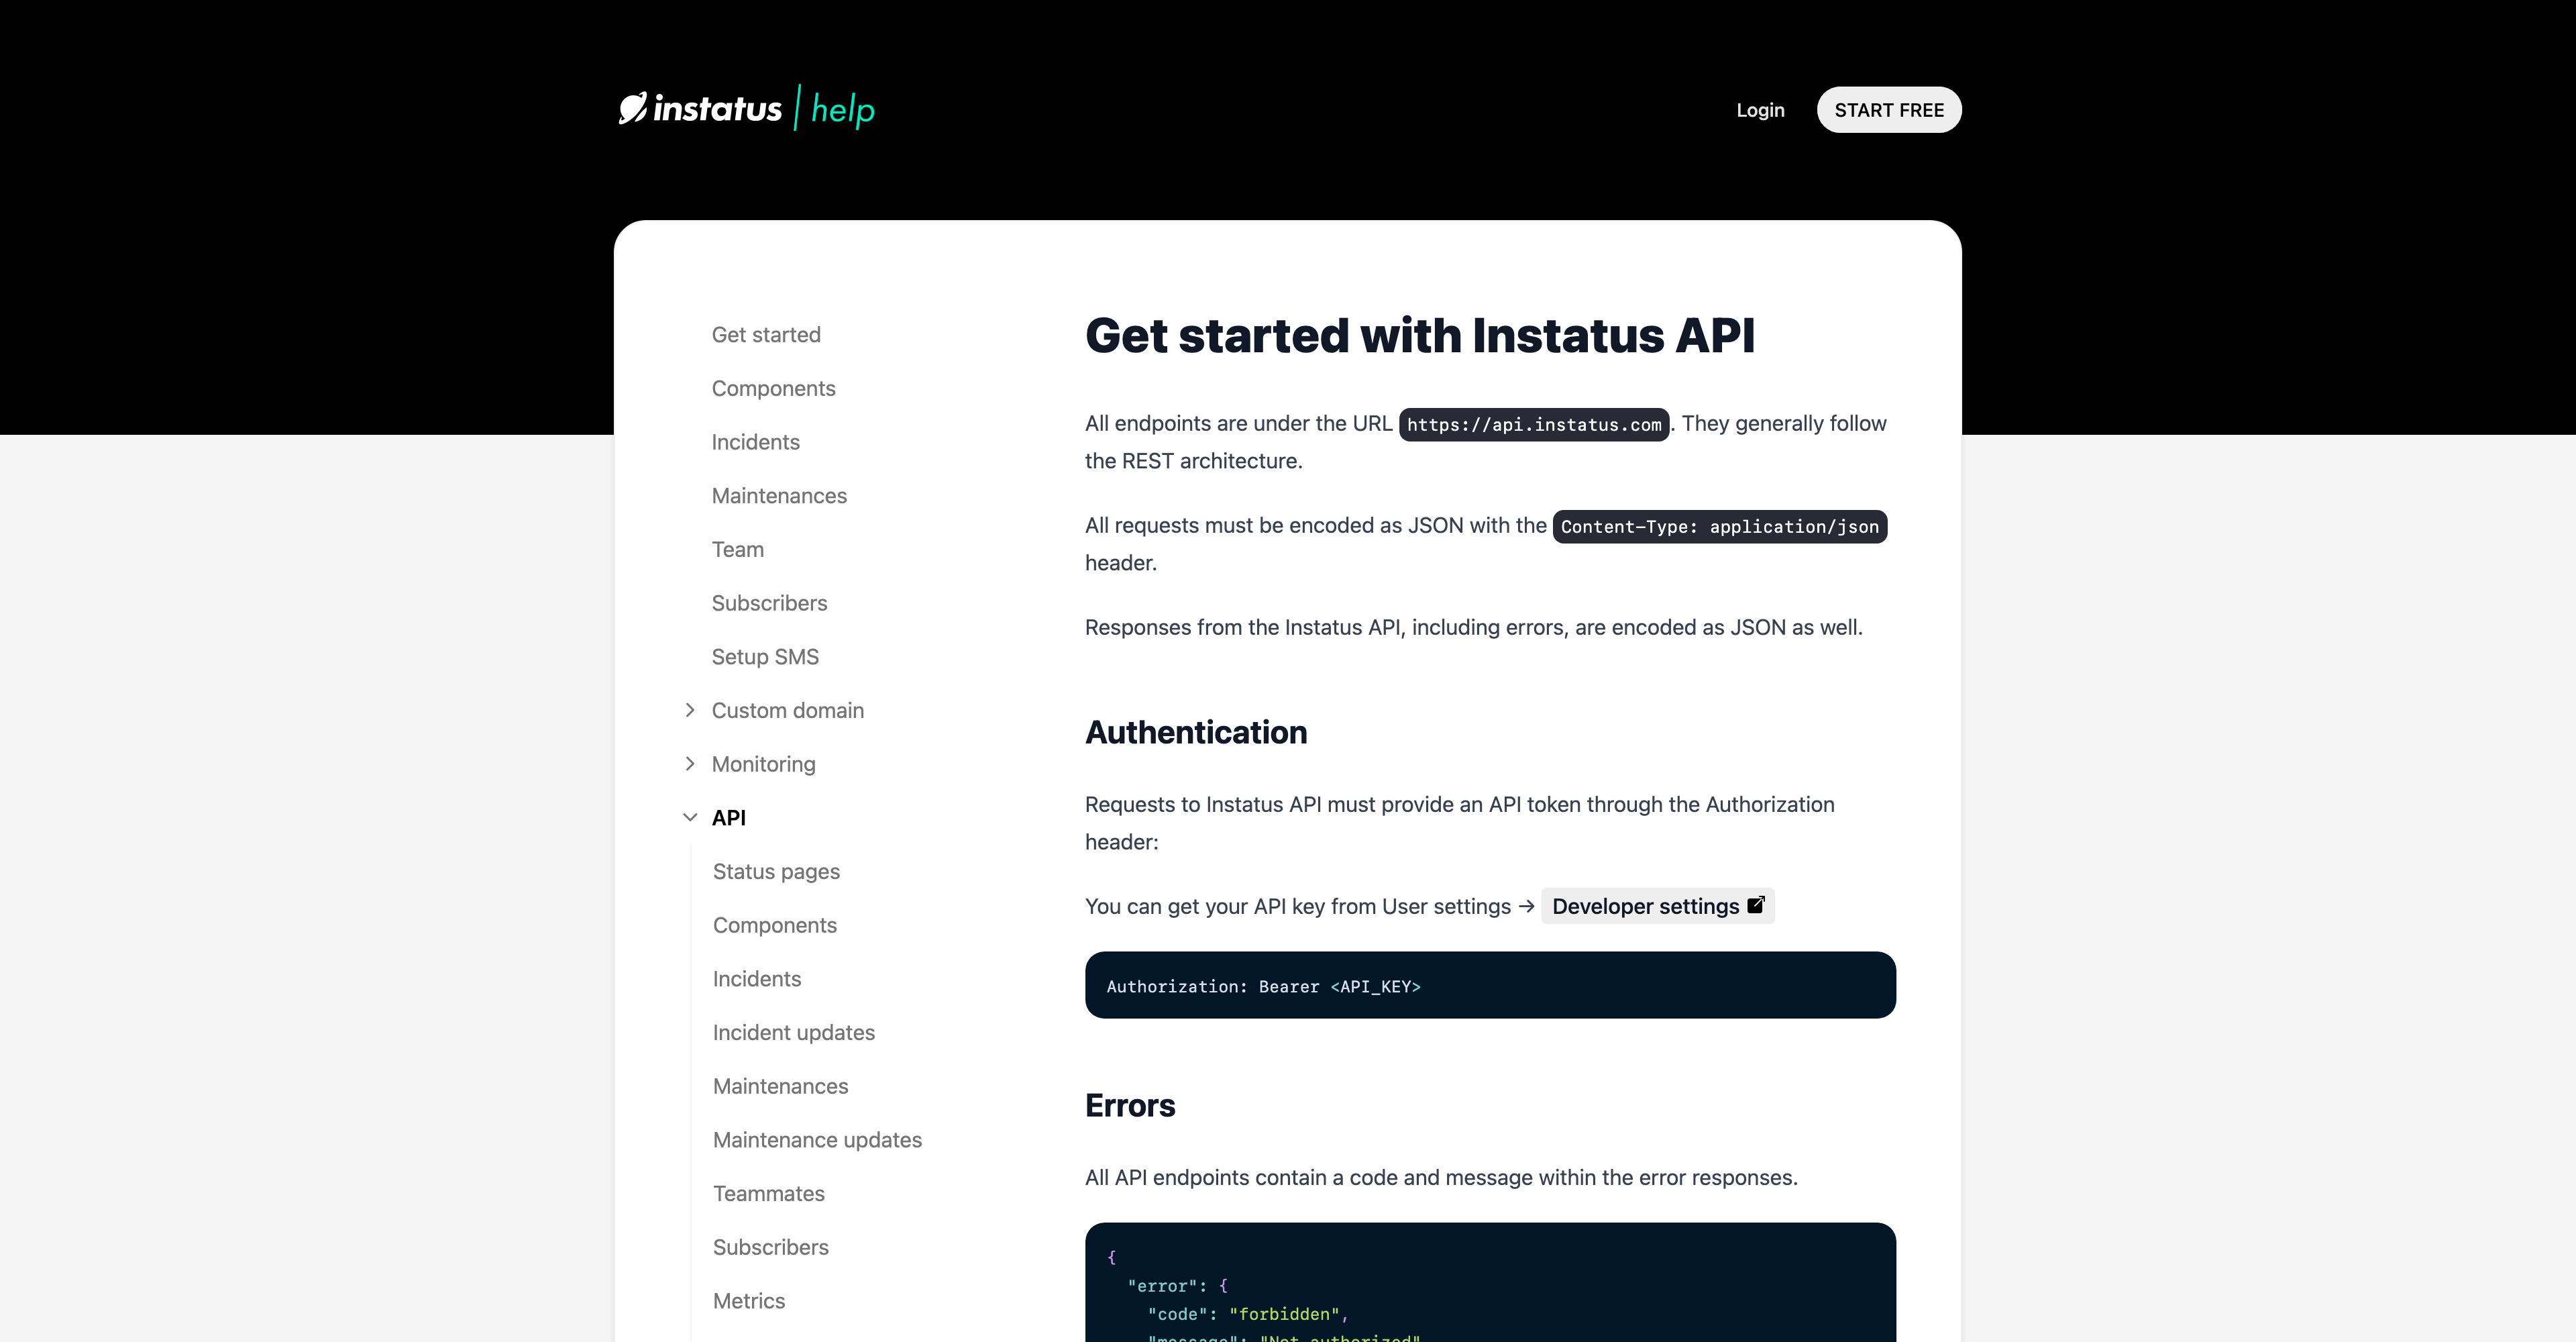 instatus | help
Login
START FREE
Get started
Components
Incidents
Maintenances
Team
Subscribers
Setup SMS
Custom domain
Monitoring
API
Status pages
Components
Incidents
Incident updates
Maintenances
Maintenance updates
Teammates
Subscribers
Metrics
Get started with Instatus API
All endpoints are under the URL https://api.instatus.com. They generally follow
the REST architecture.
All requests must be encoded as JSON with the Content-Type: application/json
header.
Responses from the Instatus API, including errors, are encoded as JSON as well.
Authentication
Requests to Instatus API must provide an API token through the Authorization
header:
You can get your API key from User settings → Developer settings
Authorization: Bearer <API_KEY>
Errors
All API endpoints contain a code and message within the error responses.
{
"error": {
"code": "forbidden",
"message": "Not authorized"